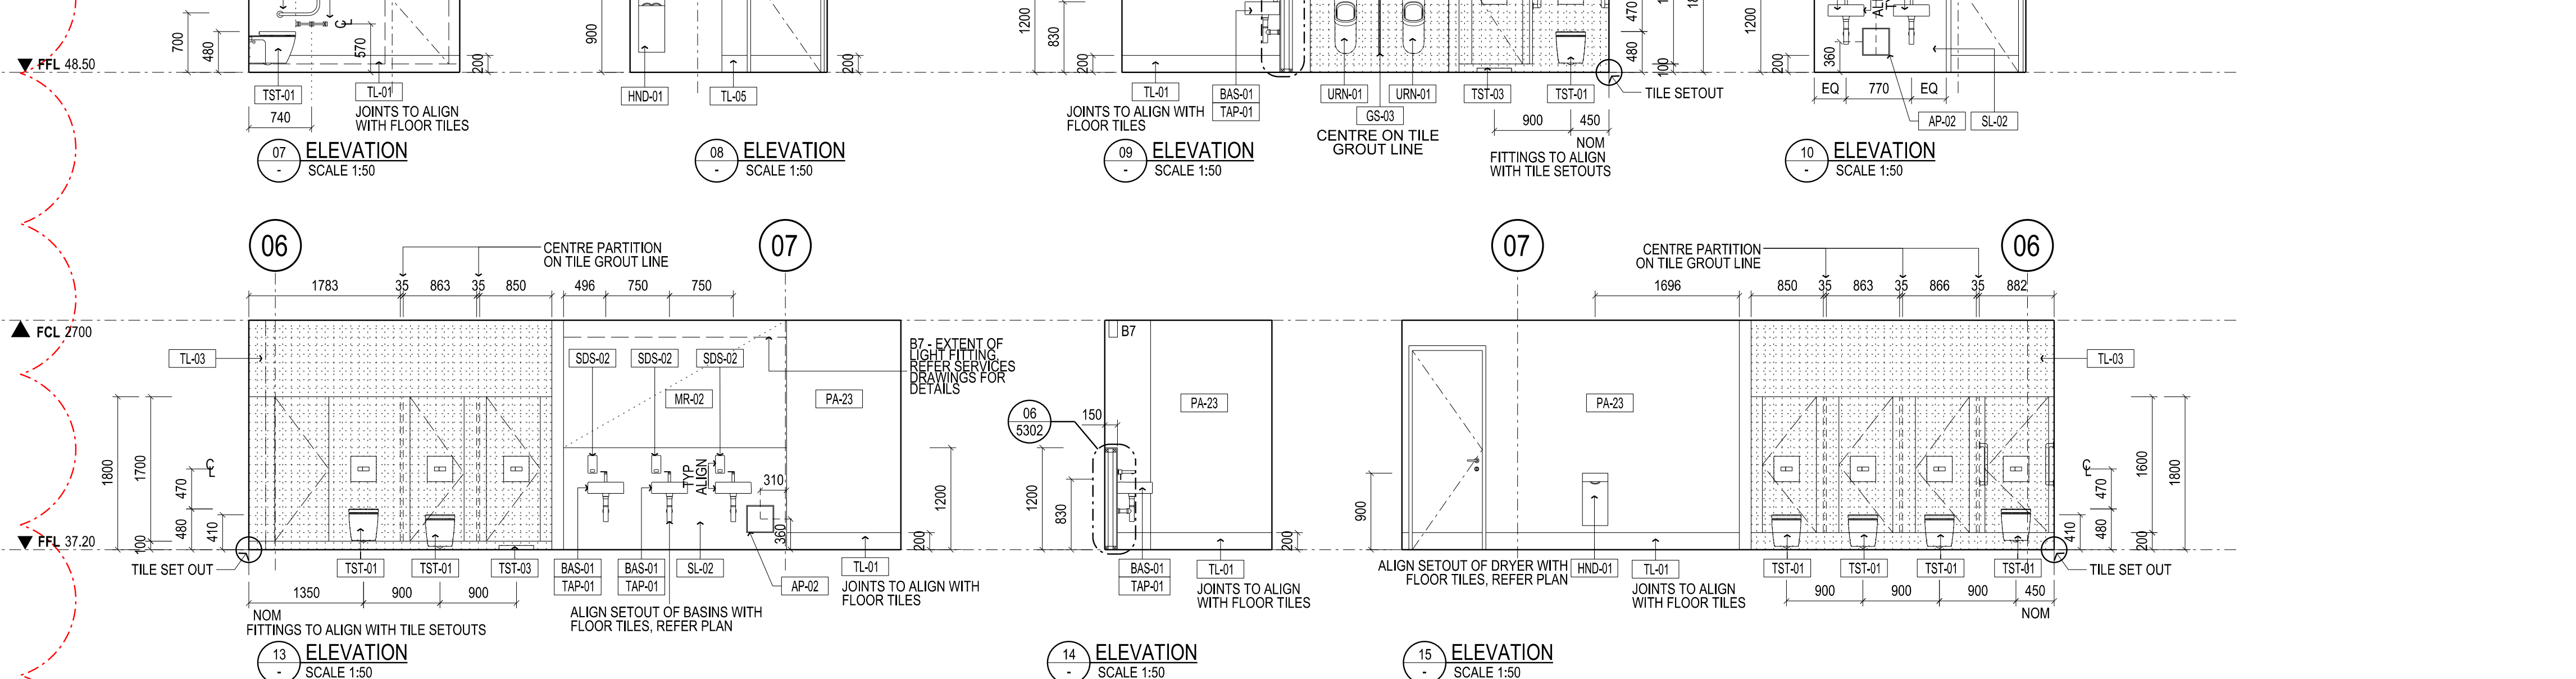 700
480
570
200
FFL 48.50
TST-01
TL-01
JOINTS TO ALIGN
WITH FLOOR TILES
740
07
ELEVATION
-
SCALE 1:50
900
200
HND-01
TL-05
08
ELEVATION
-
SCALE 1:50
1200
830
200
470
480
100
TL-01
JOINTS TO ALIGN WITH
FLOOR TILES
BAS-01
TAP-01
URN-01
URN-01
GS-03
CENTRE ON TILE
GROUT LINE
TST-03
TST-01
TILE SETOUT
900
450
NOM
FITTINGS TO ALIGN
WITH TILE SETOUTS
09
ELEVATION
-
SCALE 1:50
1200
200
360
EQ
770
EQ
AP-02
SL-02
10
ELEVATION
-
SCALE 1:50
06
07
CENTRE PARTITION
ON TILE GROUT LINE
1783
35
863
35
850
496
750
750
FCL 2700
TL-03
SDS-02
SDS-02
SDS-02
MR-02
PA-23
B7 - EXTENT OF
LIGHT FITTING,
REFER SERVICES
DRAWINGS FOR
DETAILS
1800
1700
470
480
410
100
TYP
ALIGN
310
360
1200
200
FFL 37.20
TILE SET OUT
TST-01
TST-01
TST-03
BAS-01
TAP-01
BAS-01
TAP-01
SL-02
AP-02
TL-01
JOINTS TO ALIGN WITH
FLOOR TILES
1350
900
900
NOM
FITTINGS TO ALIGN WITH TILE SETOUTS
ALIGN SETOUT OF BASINS WITH
FLOOR TILES, REFER PLAN
13
ELEVATION
-
SCALE 1:50
B7
06
5302
150
PA-23
1200
830
200
BAS-01
TAP-01
TL-01
JOINTS TO ALIGN
WITH FLOOR TILES
14
ELEVATION
-
SCALE 1:50
07
06
CENTRE PARTITION
ON TILE GROUT LINE
1696
850
35
863
35
866
35
882
TL-03
PA-23
900
1600
1800
470
480
410
200
ALIGN SETOUT OF DRYER WITH
FLOOR TILES, REFER PLAN
HND-01
TL-01
JOINTS TO ALIGN
WITH FLOOR TILES
TST-01
TST-01
TST-01
TST-01
TILE SET OUT
900
900
900
450
NOM
15
ELEVATION
-
SCALE 1:50